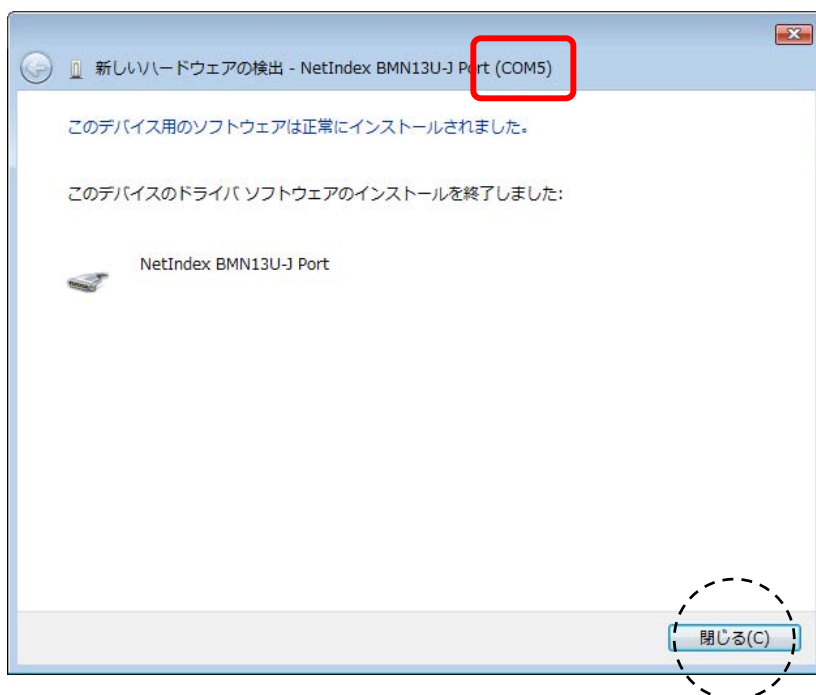 新しいハードウェアの検出 - NetIndex BMN13U-J Port (COM5)
このデバイス用のソフトウェアは正常にインストールされました。
このデバイスのドライバ ソフトウェアのインストールを終了しました:
NetIndex BMN13U-J Port
閉じる(C)